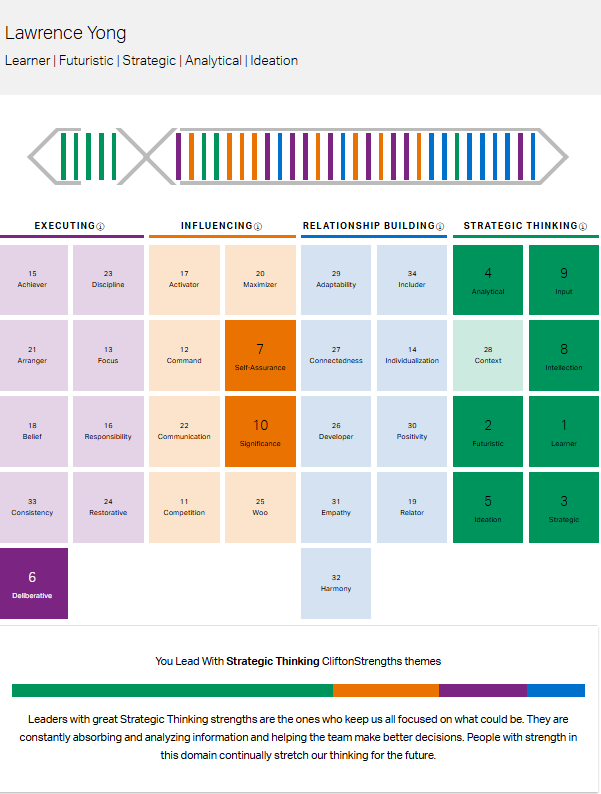 Lawrence Yong
Learner | Futuristic | Strategic | Analytical | Ideation
EXECUTING INFLUENCING RELATIONSHIP BUILDING STRATEGIC THINKING
15 23 17 20 29 34 4 9
Achiever Discipline Activator Maximizer Adaptability Includer Analytical Input
21 13 12 7 27 14 28 8
Arranger Focus Command Self-Assurance Connectedness Individualization Context Intellection
18 16 22 10 26 30 2 1
Belief Responsibility Communication Significance Developer Positivity Futuristic Learner
33 24 11 25 31 19 5 3
Consistency Restorative Competition Woo Empathy Relator Ideation Strategic
6 32
Deliberative Harmony
You Lead With Strategic Thinking CliftonStrengths themes
Leaders with great Strategic Thinking strengths are the ones who keep us all focused on what could be. They are
constantly absorbing and analyzing information and helping the team make better decisions. People with strength in
this domain continually stretch our thinking for the future.